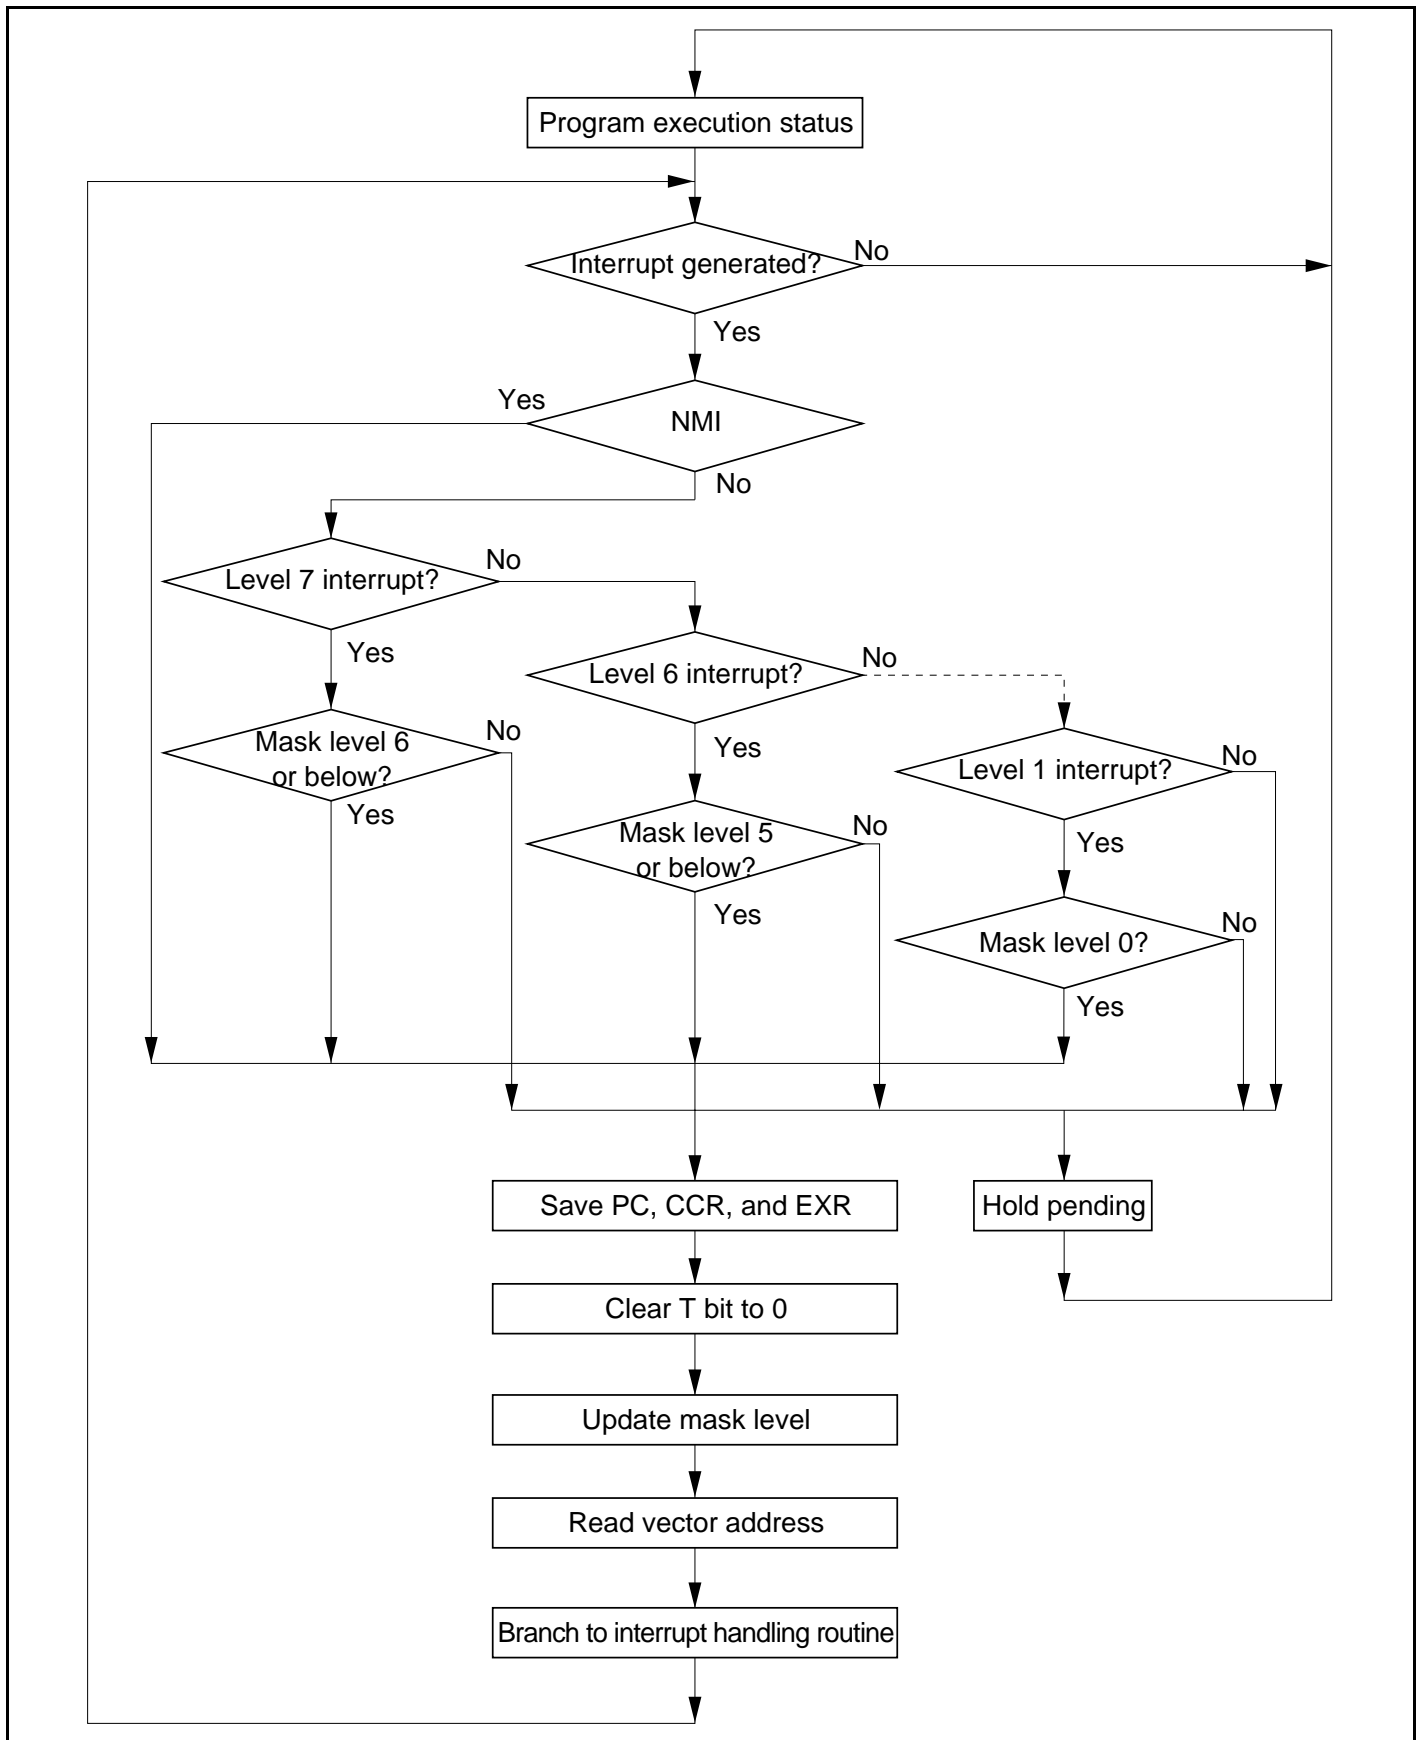 Program execution status
Interrupt generated?
No
Yes
Yes
NMI
No
Level 7 interrupt?
No
Yes
Level 6 interrupt?
No
Mask level 6
or below?
No
Yes
Yes
Level 1 interrupt?
No
Mask level 5
or below?
No
Yes
Yes
Mask level 0?
No
Yes
Save PC, CCR, and EXR
Hold pending
Clear T bit to 0
Update mask level
Read vector address
Branch to interrupt handling routine